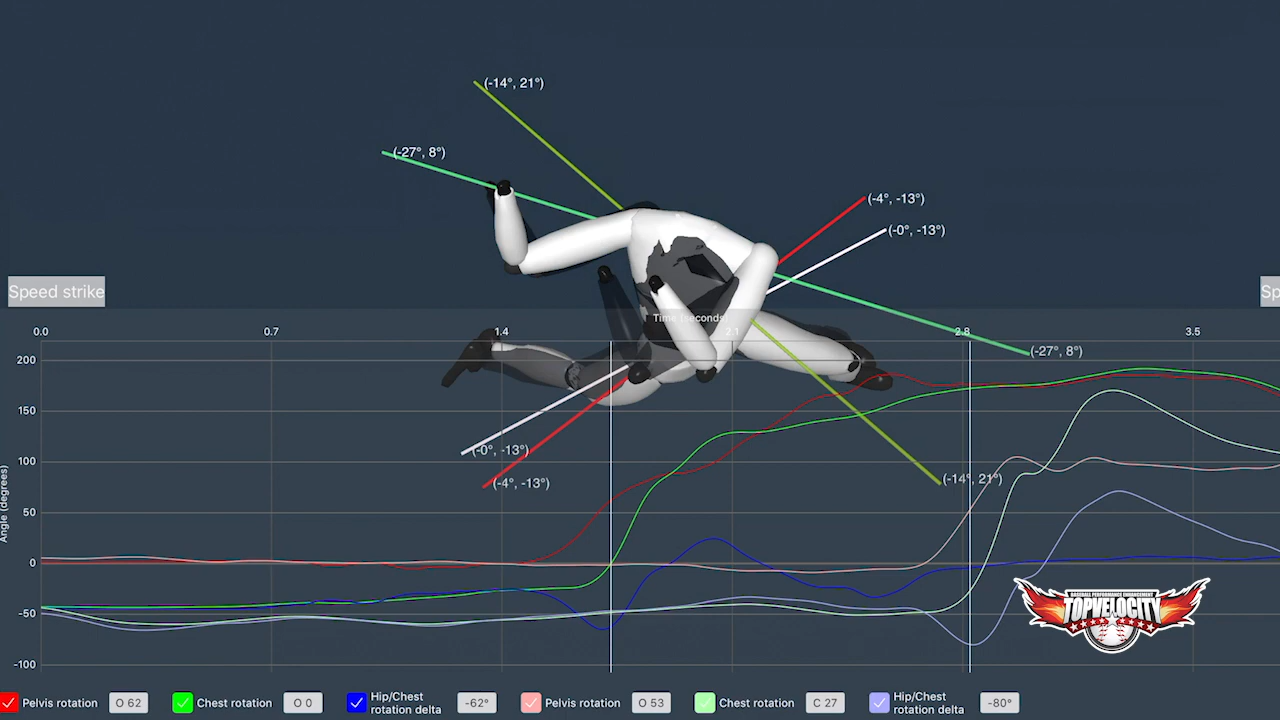 (-14°, 21°)
(-27°, 8°)
(-4°, -13°)
(-0°, -13°)
Speed strike
Sp
Time (seconds)
0.0 0.7 1.4 2.1 2.8 3.5
(-27°, 8°)
200
150
100
50
0
-50
-100
Angle (degrees)
(-0°, -13°)
(-4°, -13°)
(-14°, 21°)
BASEBALL PERFORMANCE ENHANCEMENT
TOPVELOCITY
Pelvis rotation O 62 Chest rotation O 0 Hip/Chest rotation delta -62° Pelvis rotation O 53 Chest rotation C 27 Hip/Chest rotation delta -80°